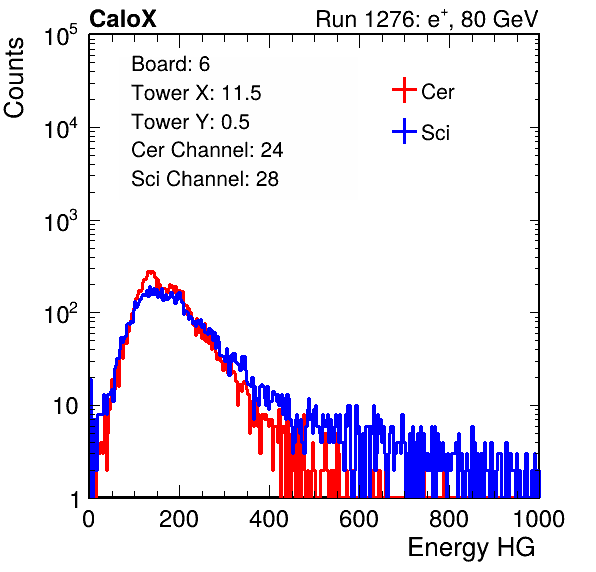 CaloX Run 1276: e⁺, 80 GeV
Counts
Board: 6
Tower X: 11.5
Tower Y: 0.5
Cer Channel: 24
Sci Channel: 28
Cer
Sci
10⁵
10⁴
10³
10²
10
1
0 200 400 600 800 1000
Energy HG